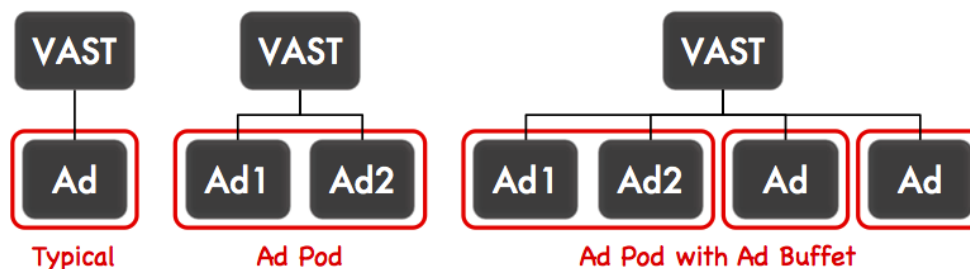 VAST VAST VAST
Ad Ad1 Ad2 Ad1 Ad2 Ad Ad
Typical Ad Pod Ad Pod with Ad Buffet